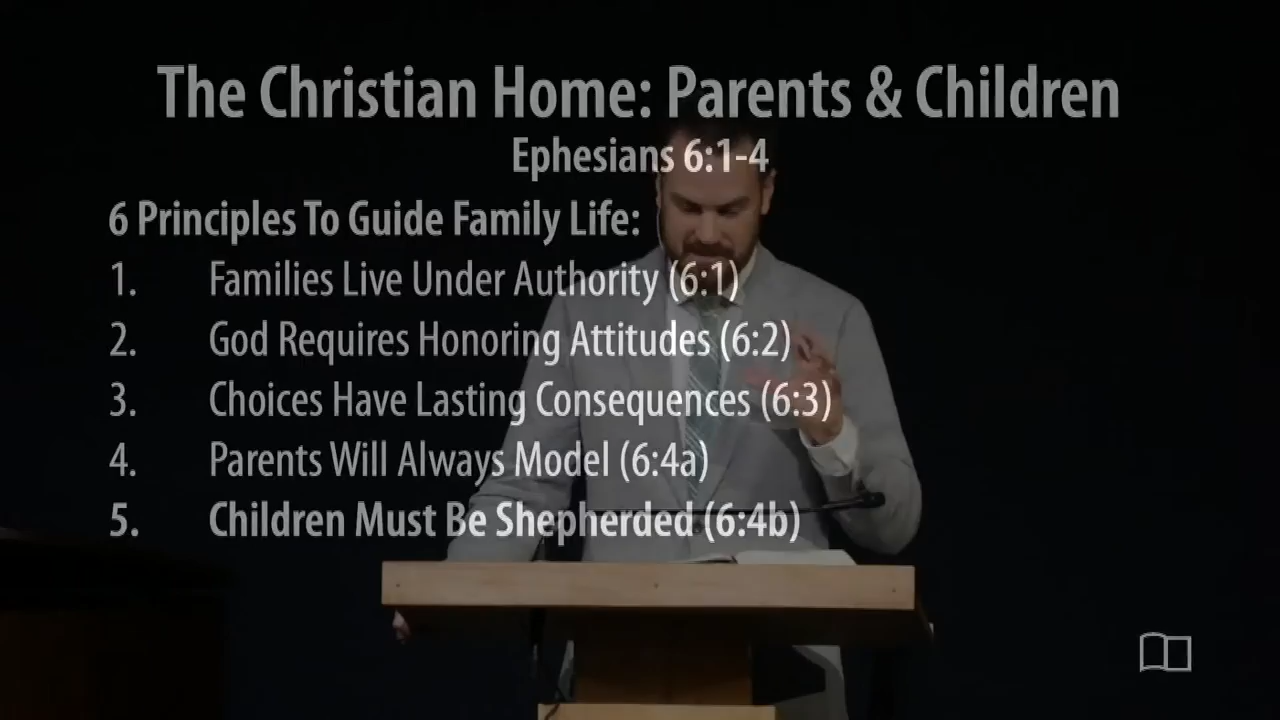 The Christian Home: Parents & Children
Ephesians 6:1-4
6 Principles To Guide Family Life:
1. Families Live Under Authority (6:1)
2. God Requires Honoring Attitudes (6:2)
3. Choices Have Lasting Consequences (6:3)
4. Parents Will Always Model (6:4a)
5. Children Must Be Shepherded (6:4b)